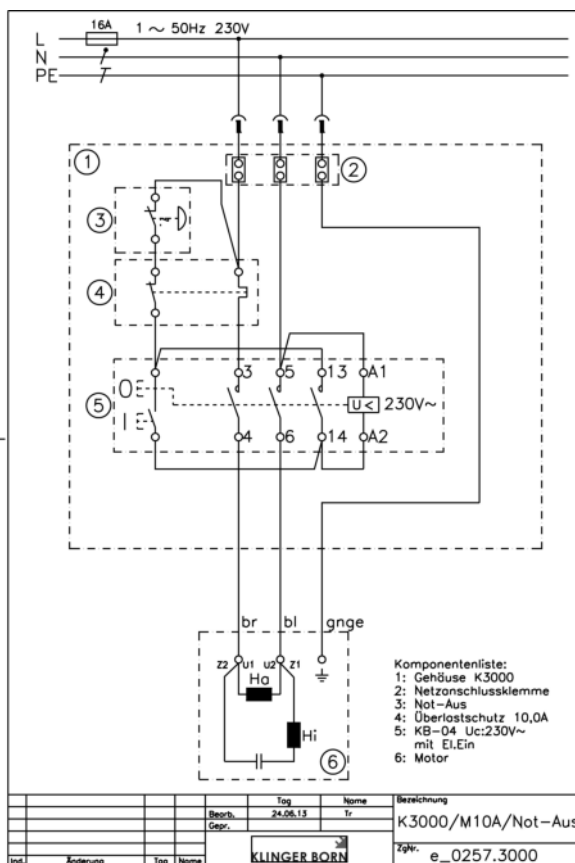 16A 1 ~ 50Hz 230V
L
N
PE
1
2
3
4
3 5 13 A1
O
5
U< 230V~
I
4 6 14 A2
br bl gnge
Z2 U1 U2 Z1
Ha
Hi
6
Komponentenliste:
1: Gehäuse K3000
2: Netzanschlussklemme
3: Not-Aus
4: Überlastschutz 10,0A
5: KB-04 Uc:230V~
mit El.Ein
6: Motor
Tag Name Bezeichnung
Bearb. 24.06.13 Tr
K3000/M10A/Not-Aus
Gepr.
KLINGER BORN
ZgNr.
e_0257.3000
Ind. Änderung Tag Name